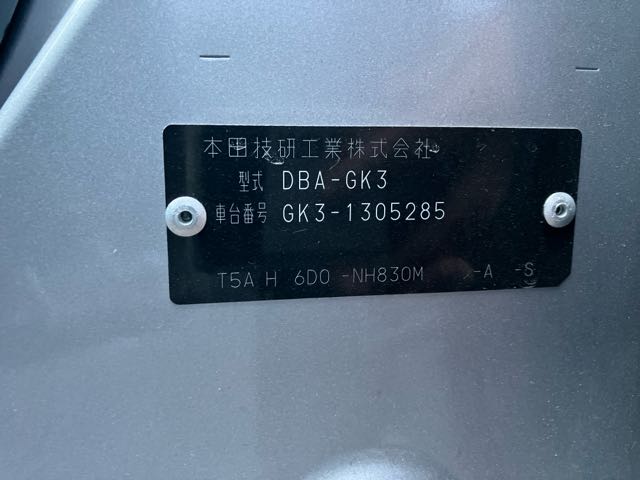 本田技研工業株式会社
型式 DBA-GK3
車台番号 GK3-1305285
T5A H 6D0 -NH830M -A -S